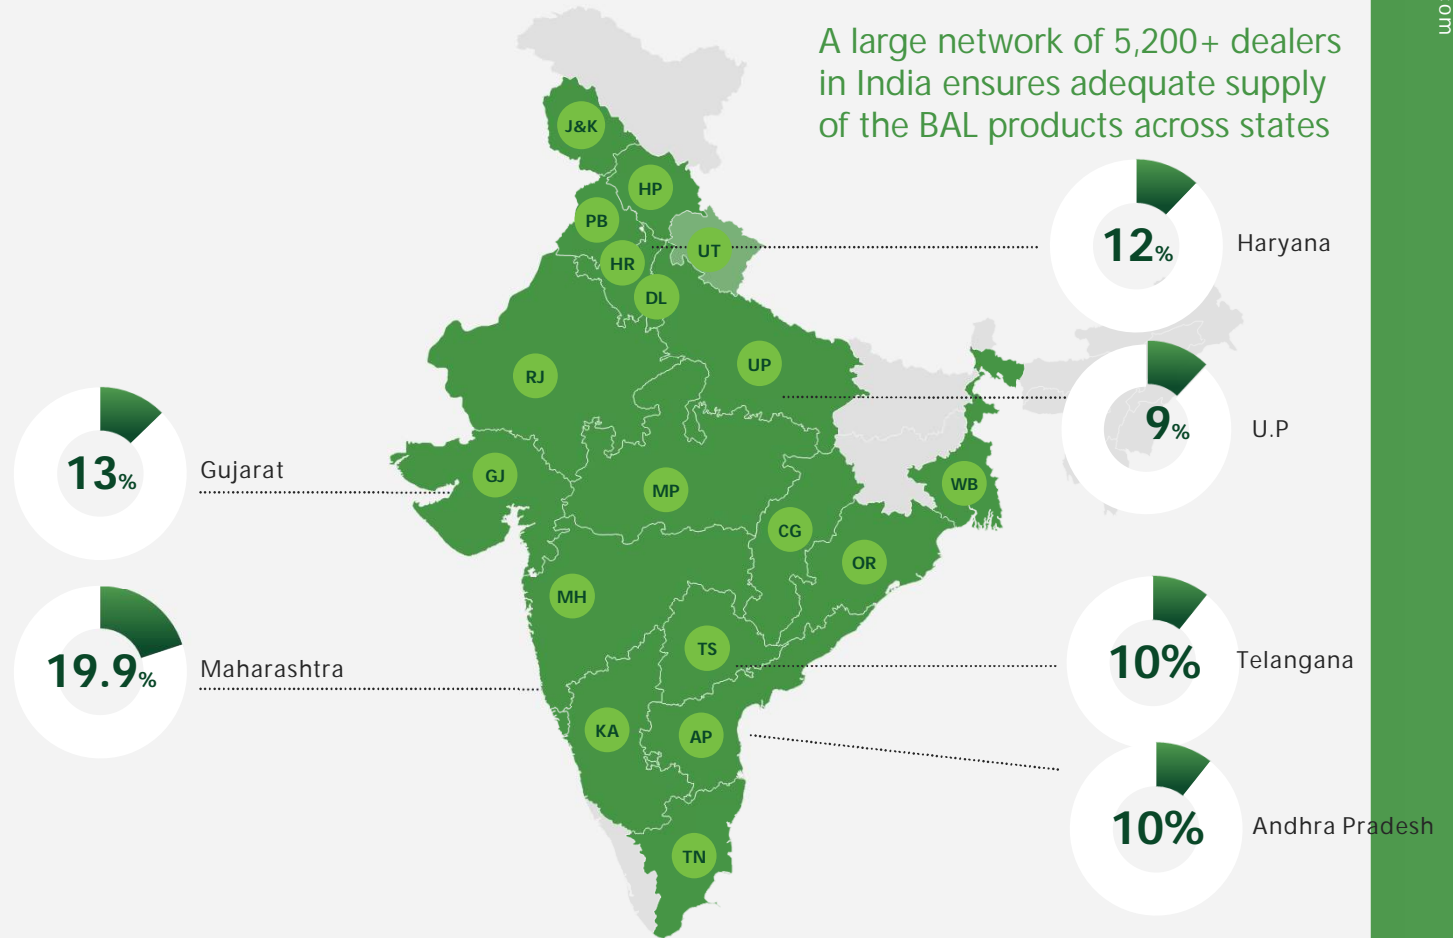 om
A large network of 5,200+ dealers
in India ensures adequate supply
of the BAL products across states
J&K
HP
PB
UT
HR
DL
UP
RJ
GJ
MP
WB
CG
OR
MH
TS
KA
AP
TN
12%
Haryana
9%
U.P
13%
Gujarat
19.9%
Maharashtra
10%
Telangana
10%
Andhra Pradesh